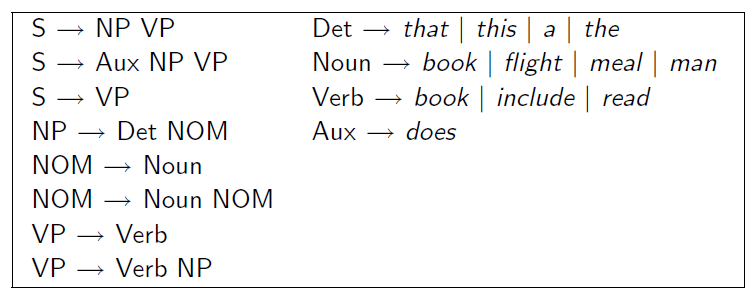 S → NP VP Det → that | this | a | the
S → Aux NP VP Noun → book | flight | meal | man
S → VP Verb → book | include | read
NP → Det NOM Aux → does
NOM → Noun
NOM → Noun NOM
VP → Verb
VP → Verb NP